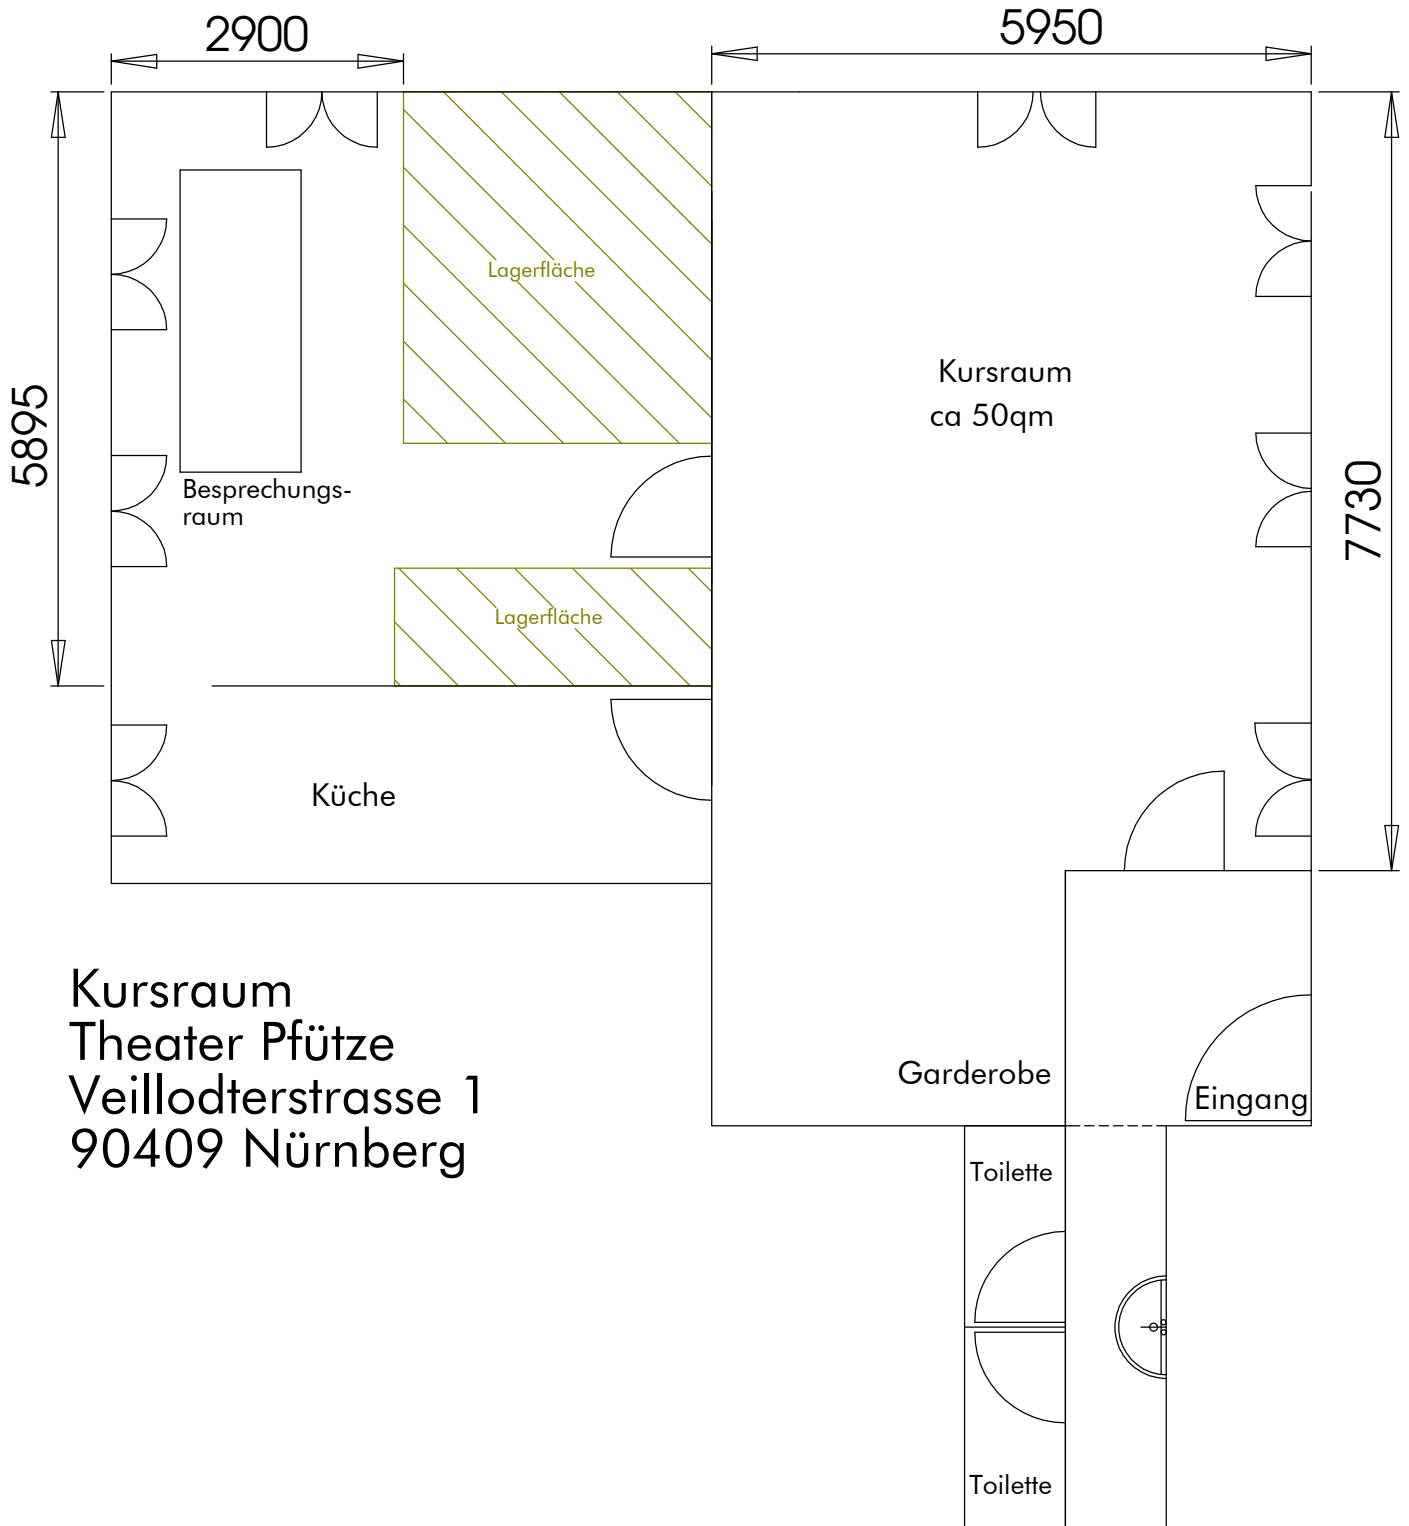 2900
5950
5895
7730
Lagerfläche
Kursraum
ca 50qm
Besprechungs-
raum
Lagerfläche
Küche
Kursraum
Theater Pfütze
Veillodterstrasse 1
90409 Nürnberg
Garderobe
Eingang
Toilette
Toilette